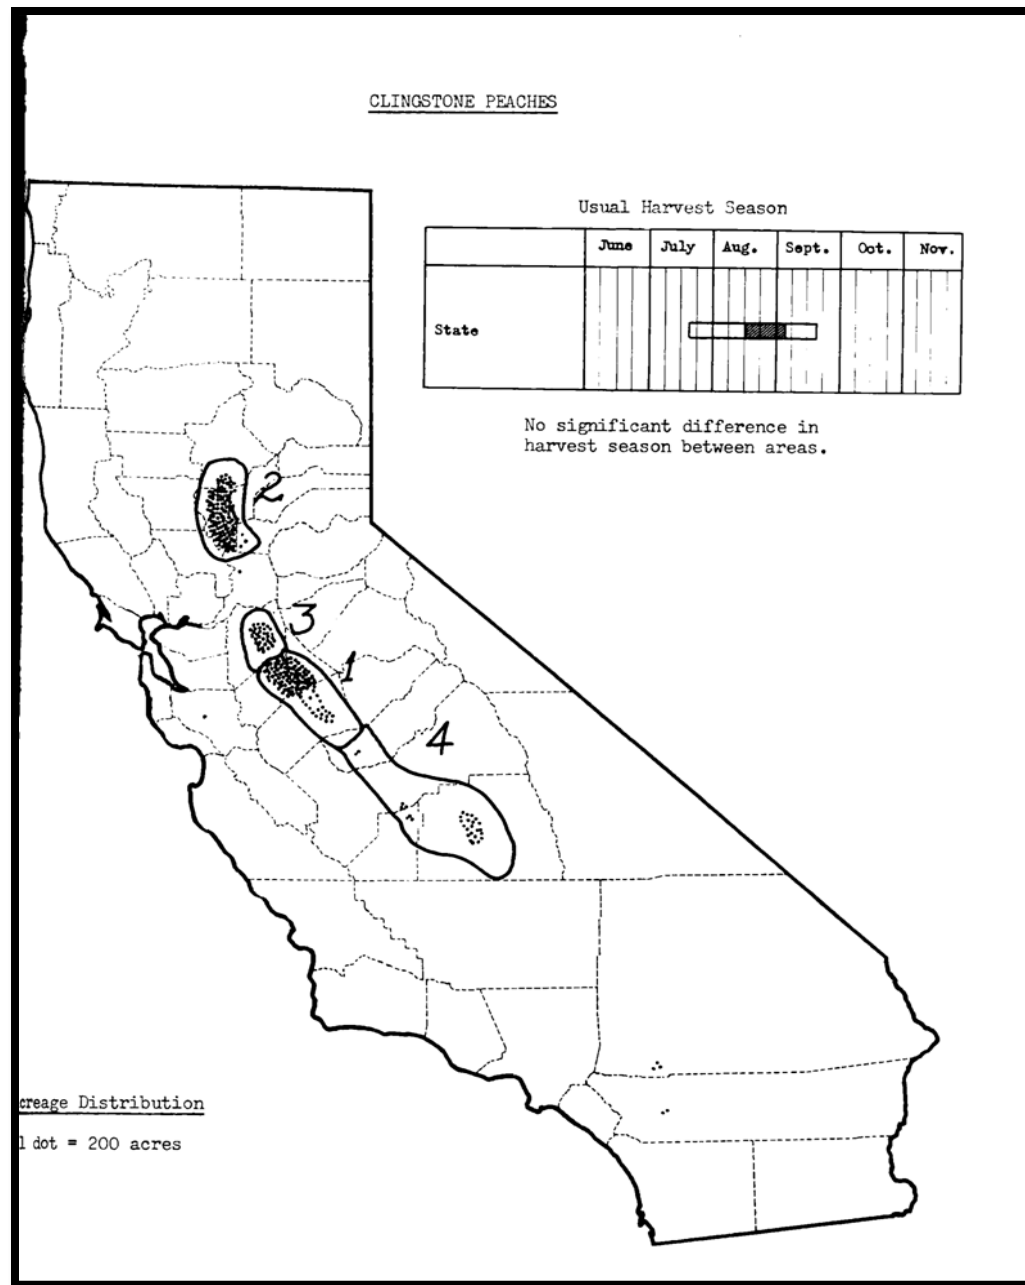 CLINGSTONE PEACHES
Usual Harvest Season
June July Aug. Sept. Oct. Nov.
State
No significant difference in
harvest season between areas.
2
3
1
4
creage Distribution
1 dot = 200 acres